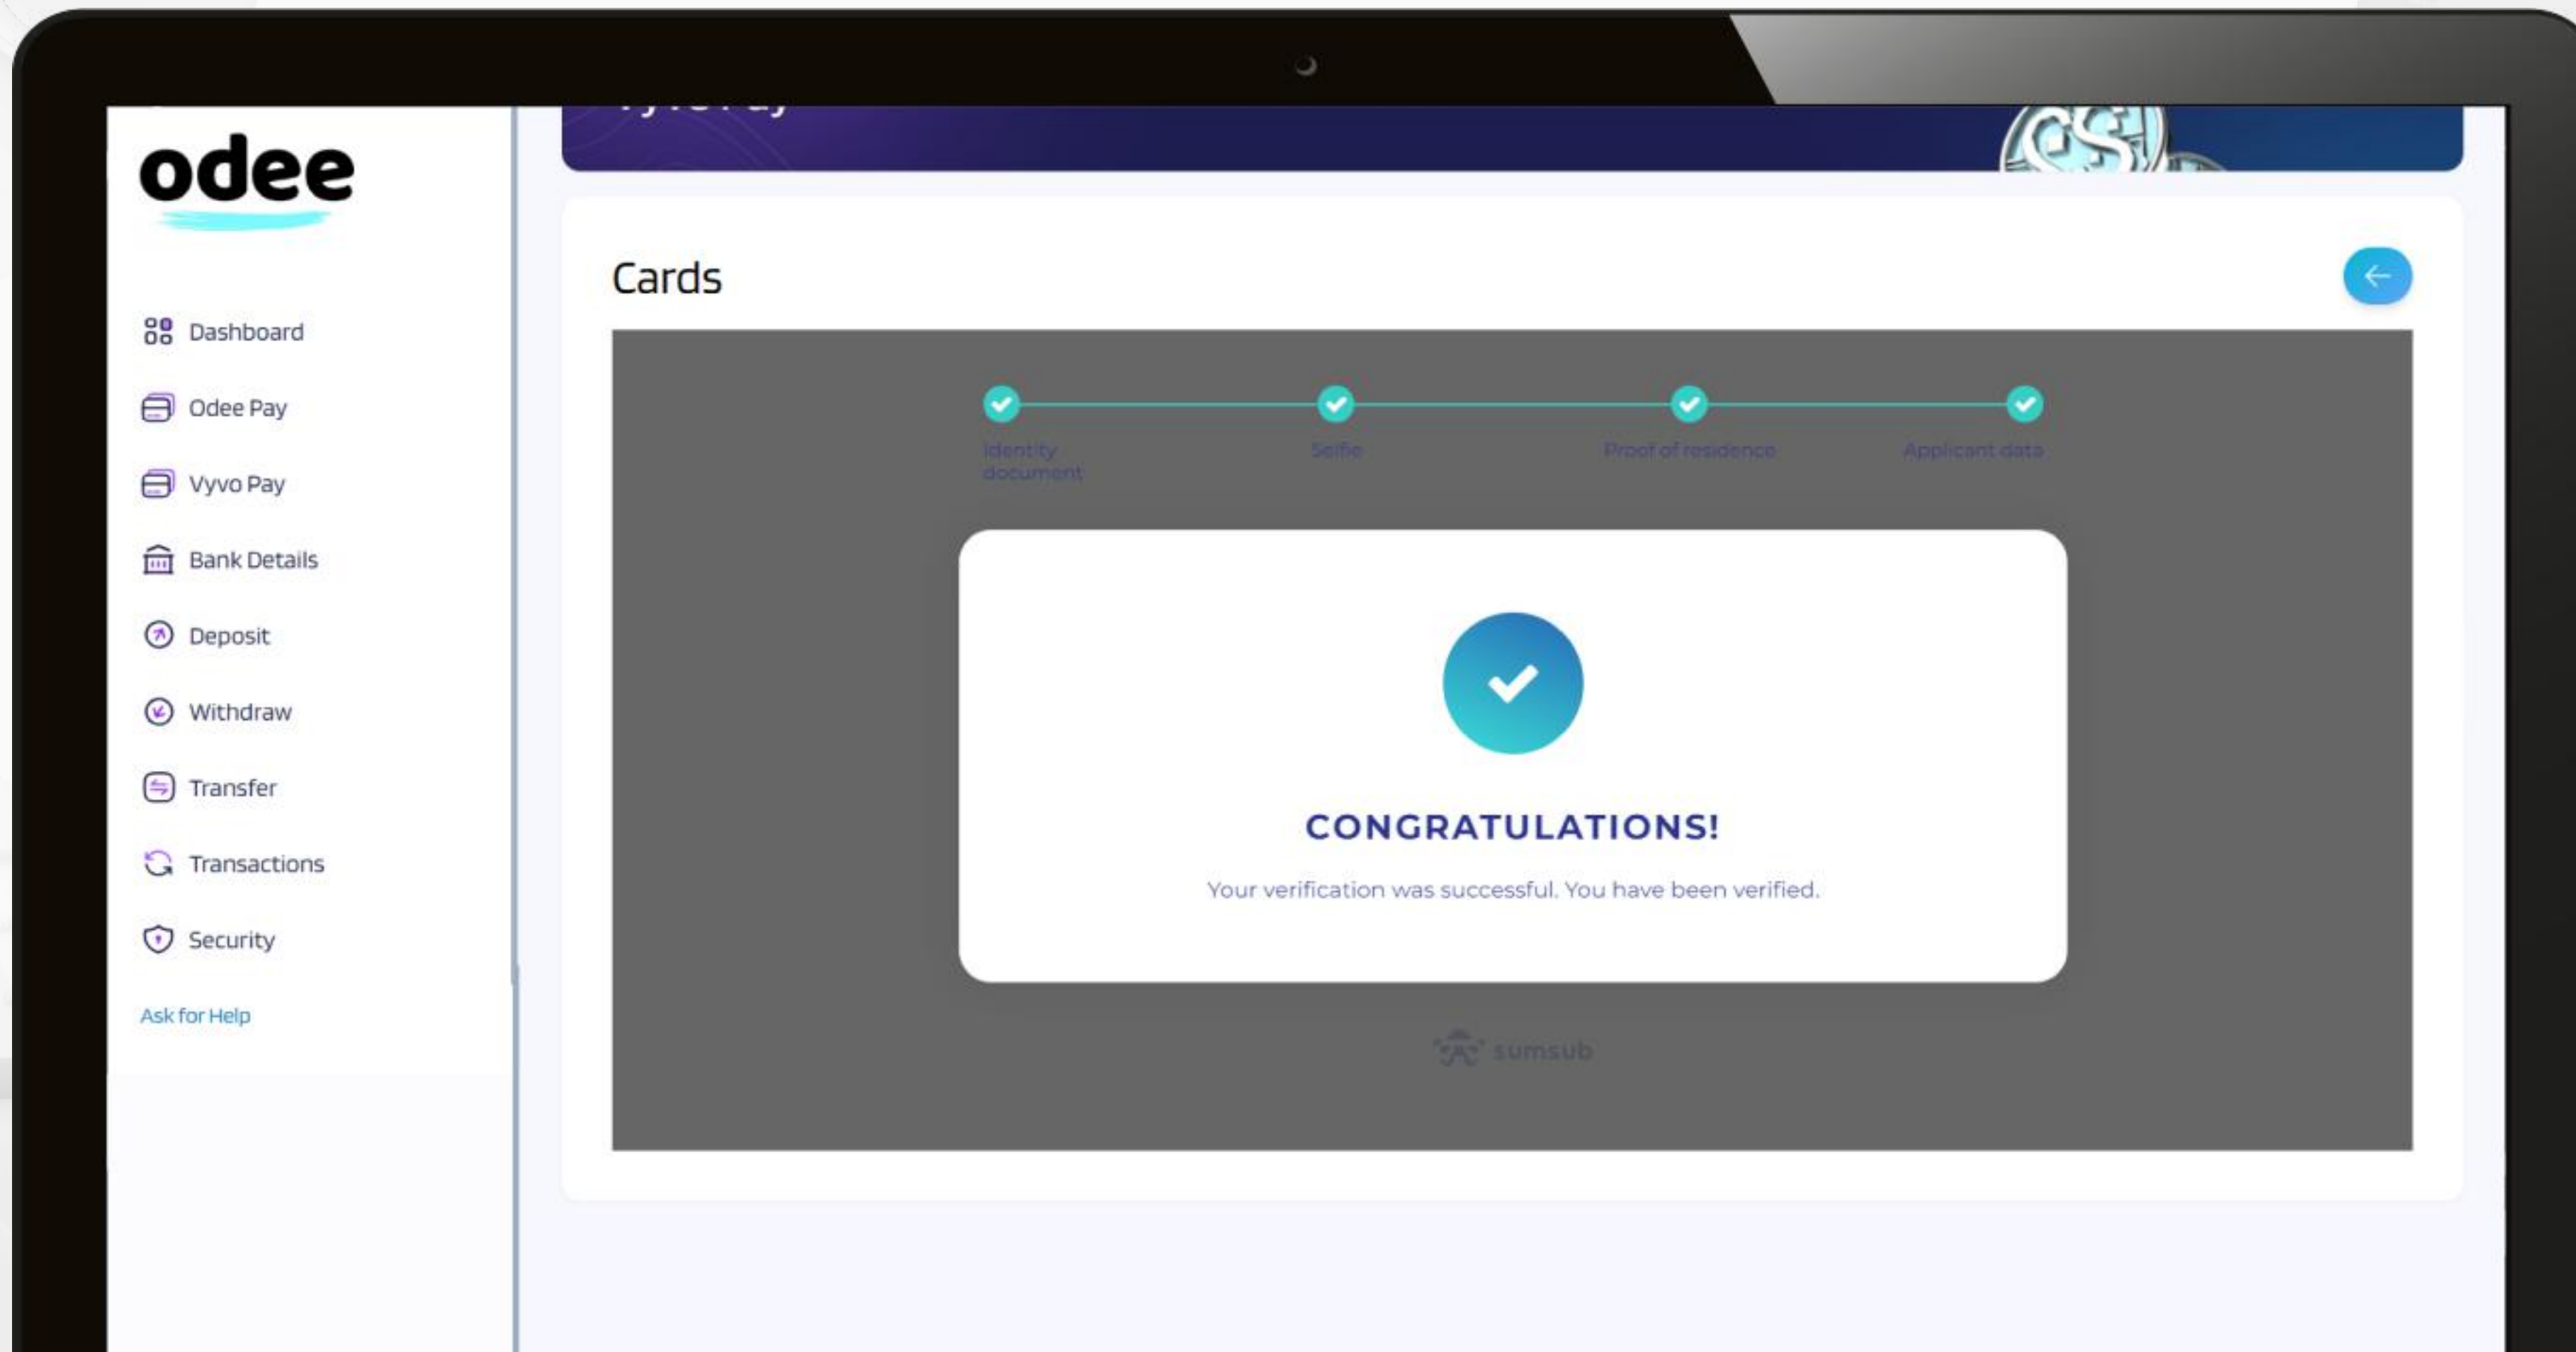 odee
Dashboard
Odee Pay
Vyvo Pay
Bank Details
Deposit
Withdraw
Transfer
Transactions
Security
Ask for Help
Cards
Identity
document
Selfie
Proof of residence
Applicant data
CONGRATULATIONS!
Your verification was successful. You have been verified.
sumsub